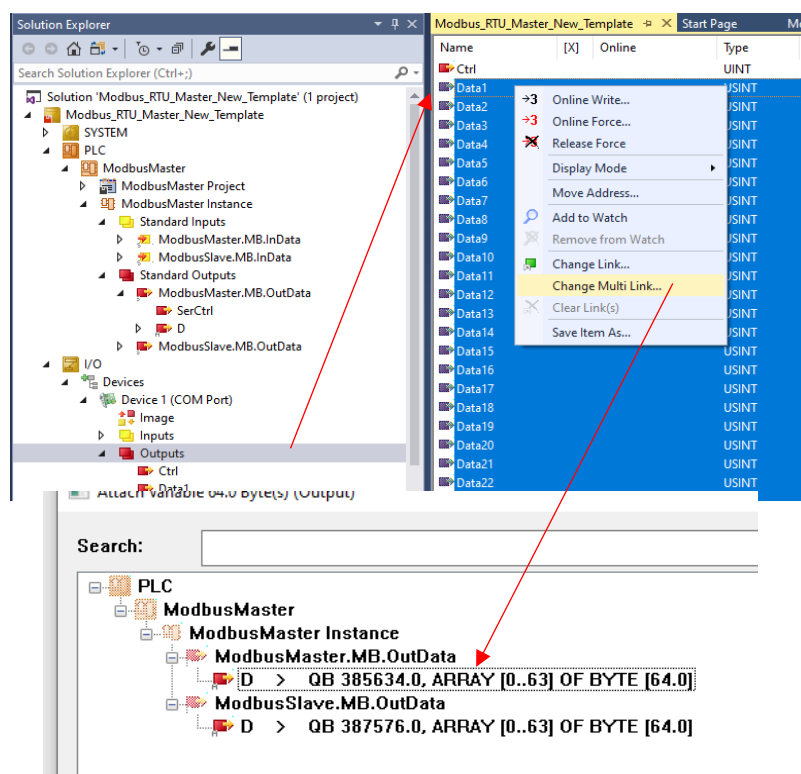 Solution Explorer
Search Solution Explorer (Ctrl+;)
Solution 'Modbus_RTU_Master_New_Template' (1 project)
Modbus_RTU_Master_New_Template
SYSTEM
PLC
ModbusMaster
ModbusMaster Project
ModbusMaster Instance
Standard Inputs
ModbusMaster.MB.InData
ModbusSlave.MB.InData
Standard Outputs
ModbusMaster.MB.OutData
SerCtrl
D
ModbusSlave.MB.OutData
I/O
Devices
Device 1 (COM Port)
Image
Inputs
Outputs
Ctrl
Data1
Modbus_RTU_Master_New_Template Start Page Mo
Name [X] Online Type
Ctrl UINT
Data1 USINT
Data2 USINT
Data3 USINT
Data4 USINT
Data5 USINT
Data6 USINT
Data7 USINT
Data8 USINT
Data9 USINT
Data10 USINT
Data11 USINT
Data12 USINT
Data13 USINT
Data14 USINT
Data15 USINT
Data16 USINT
Data17 USINT
Data18 USINT
Data19 USINT
Data20 USINT
Data21 USINT
Data22 USINT
→3 Online Write...
→3 Online Force...
Release Force
Display Mode
Move Address...
Add to Watch
Remove from Watch
Change Link...
Change Multi Link...
Clear Link(s)
Save Item As...
Attach Variable 64.0 Byte(s) (Output)
Search:
PLC
ModbusMaster
ModbusMaster Instance
ModbusMaster.MB.OutData
D > QB 385634.0, ARRAY [0..63] OF BYTE [64.0]
ModbusSlave.MB.OutData
D > QB 387576.0, ARRAY [0..63] OF BYTE [64.0]